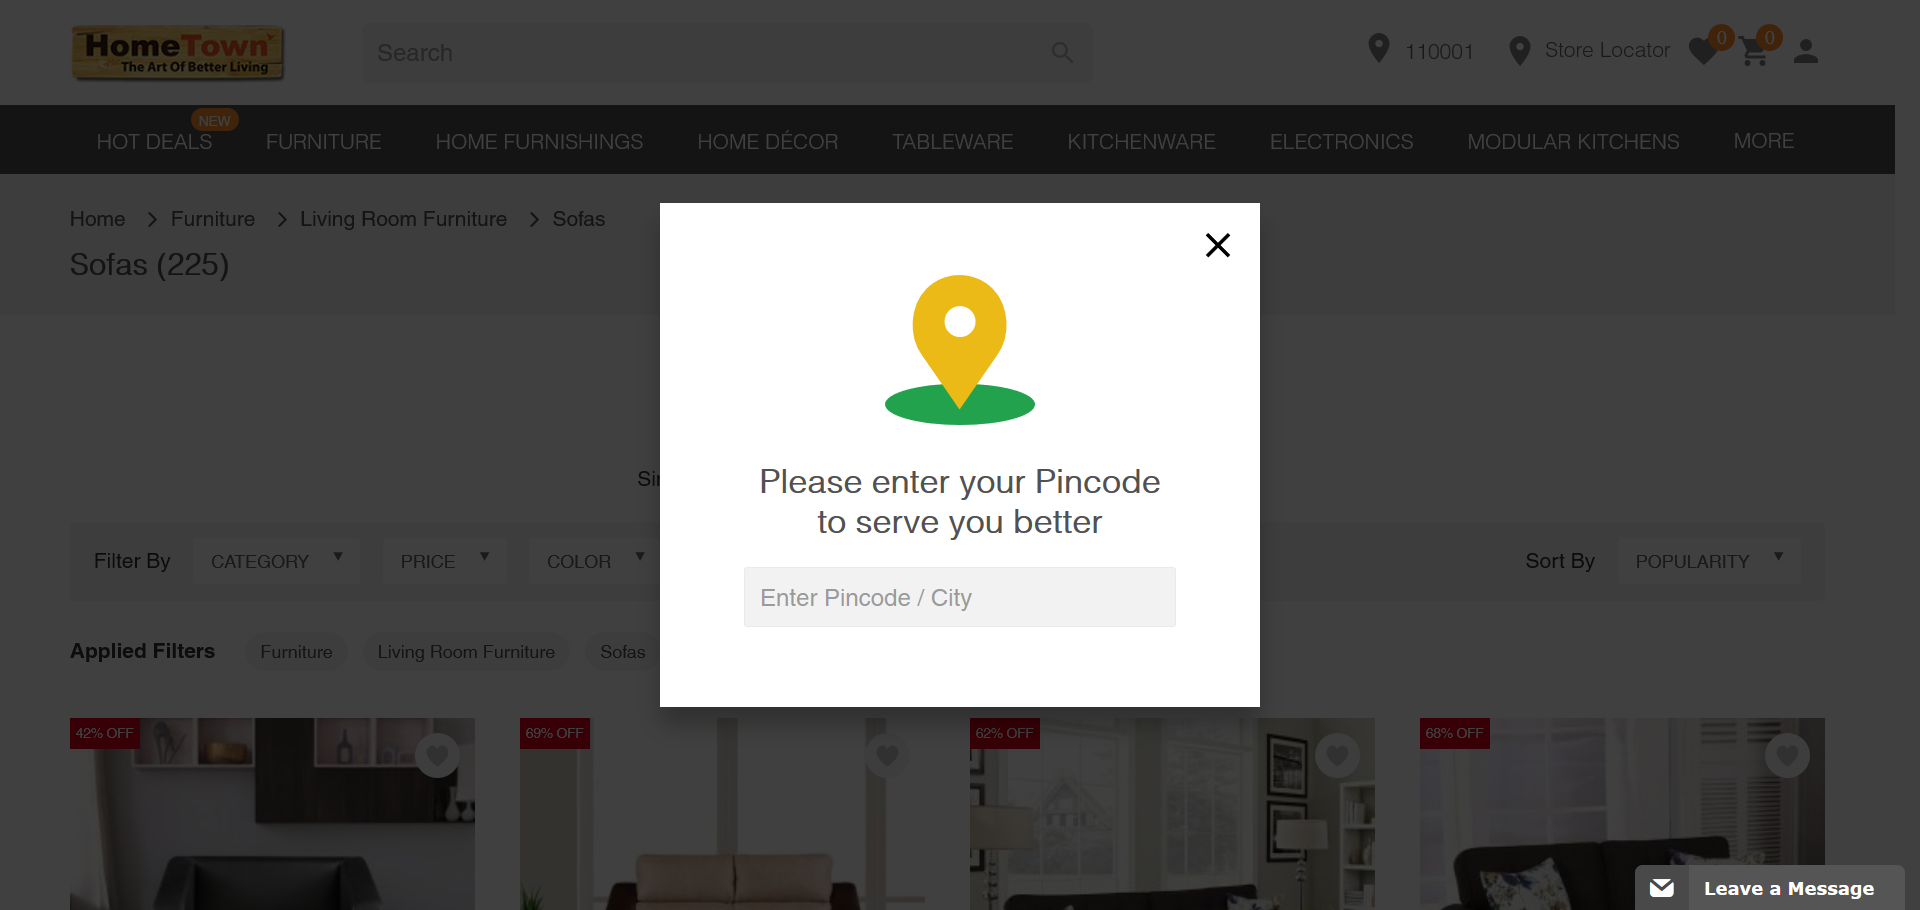 HomeTown
The Art Of Better Living
Search
110001
Store Locator
0
0
HOT DEALS
NEW
FURNITURE
HOME FURNISHINGS
HOME DÉCOR
TABLEWARE
KITCHENWARE
ELECTRONICS
MODULAR KITCHENS
MORE
Home
Furniture
Living Room Furniture
Sofas
Sofas (225)
Please enter your Pincode
to serve you better
Enter Pincode / City
Filter By
CATEGORY
PRICE
COLOR
Sort By
POPULARITY
Applied Filters
Furniture
Living Room Furniture
Sofas
42% OFF
69% OFF
62% OFF
68% OFF
Leave a Message